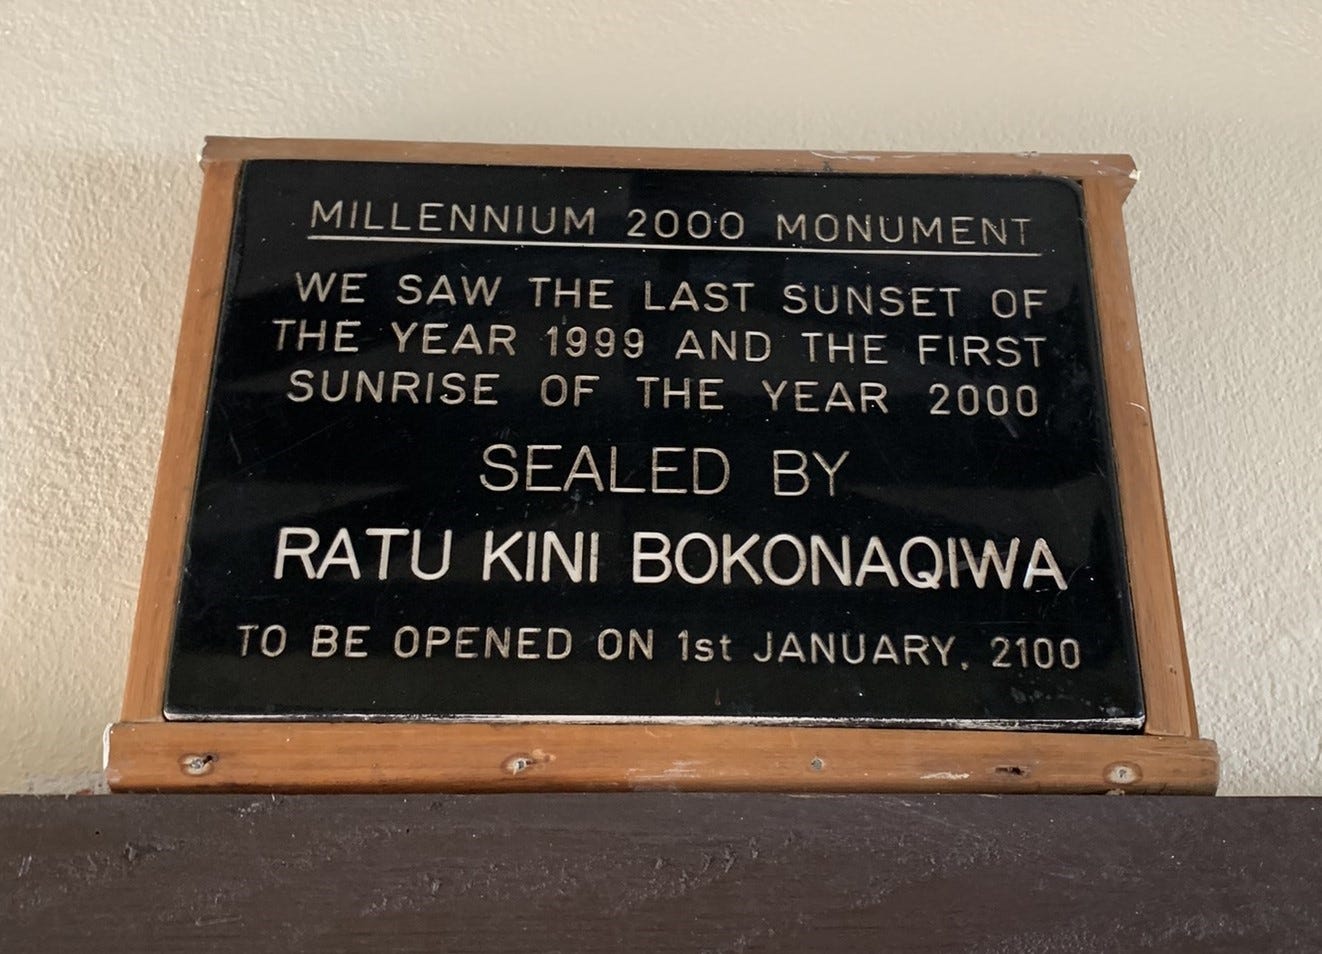 MILLENNIUM 2000 MONUMENT
WE SAW THE LAST SUNSET OF
THE YEAR 1999 AND THE FIRST
SUNRISE OF THE YEAR 2000
SEALED BY
RATU KINI BOKONAQIWA
TO BE OPENED ON 1st JANUARY, 2100